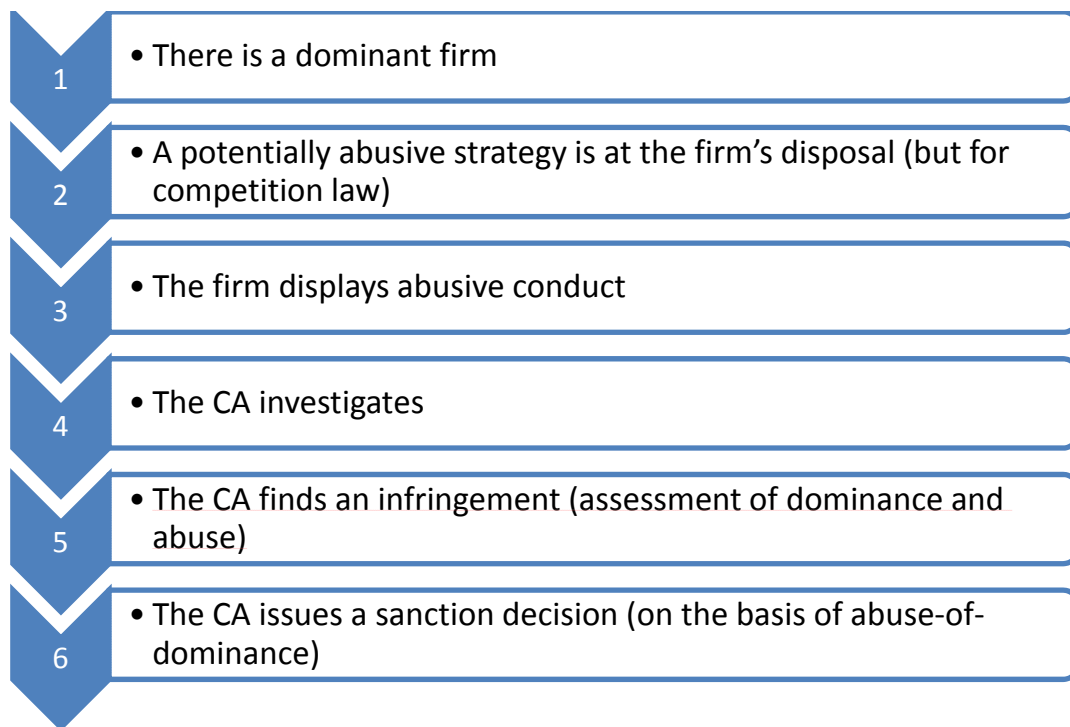 1
• There is a dominant firm
2
• A potentially abusive strategy is at the firm’s disposal (but for
competition law)
3
• The firm displays abusive conduct
4
• The CA investigates
5
• The CA finds an infringement (assessment of dominance and
abuse)
6
• The CA issues a sanction decision (on the basis of abuse-of-
dominance)